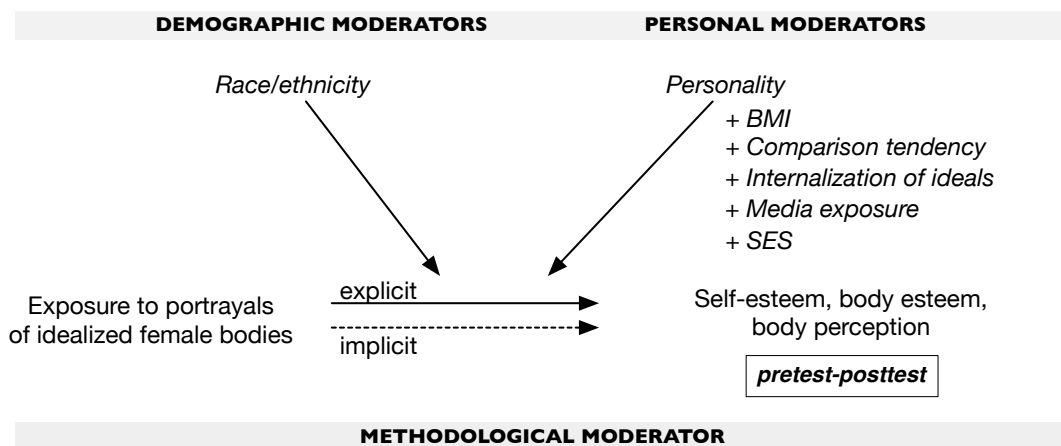 DEMOGRAPHIC MODERATORS
PERSONAL MODERATORS
Race/ethnicity
Personality
+ BMI
+ Comparison tendency
+ Internalization of ideals
+ Media exposure
+ SES
Exposure to portrayals
of idealized female bodies
explicit
implicit
Self-esteem, body esteem,
body perception
pretest-posttest
METHODOLOGICAL MODERATOR